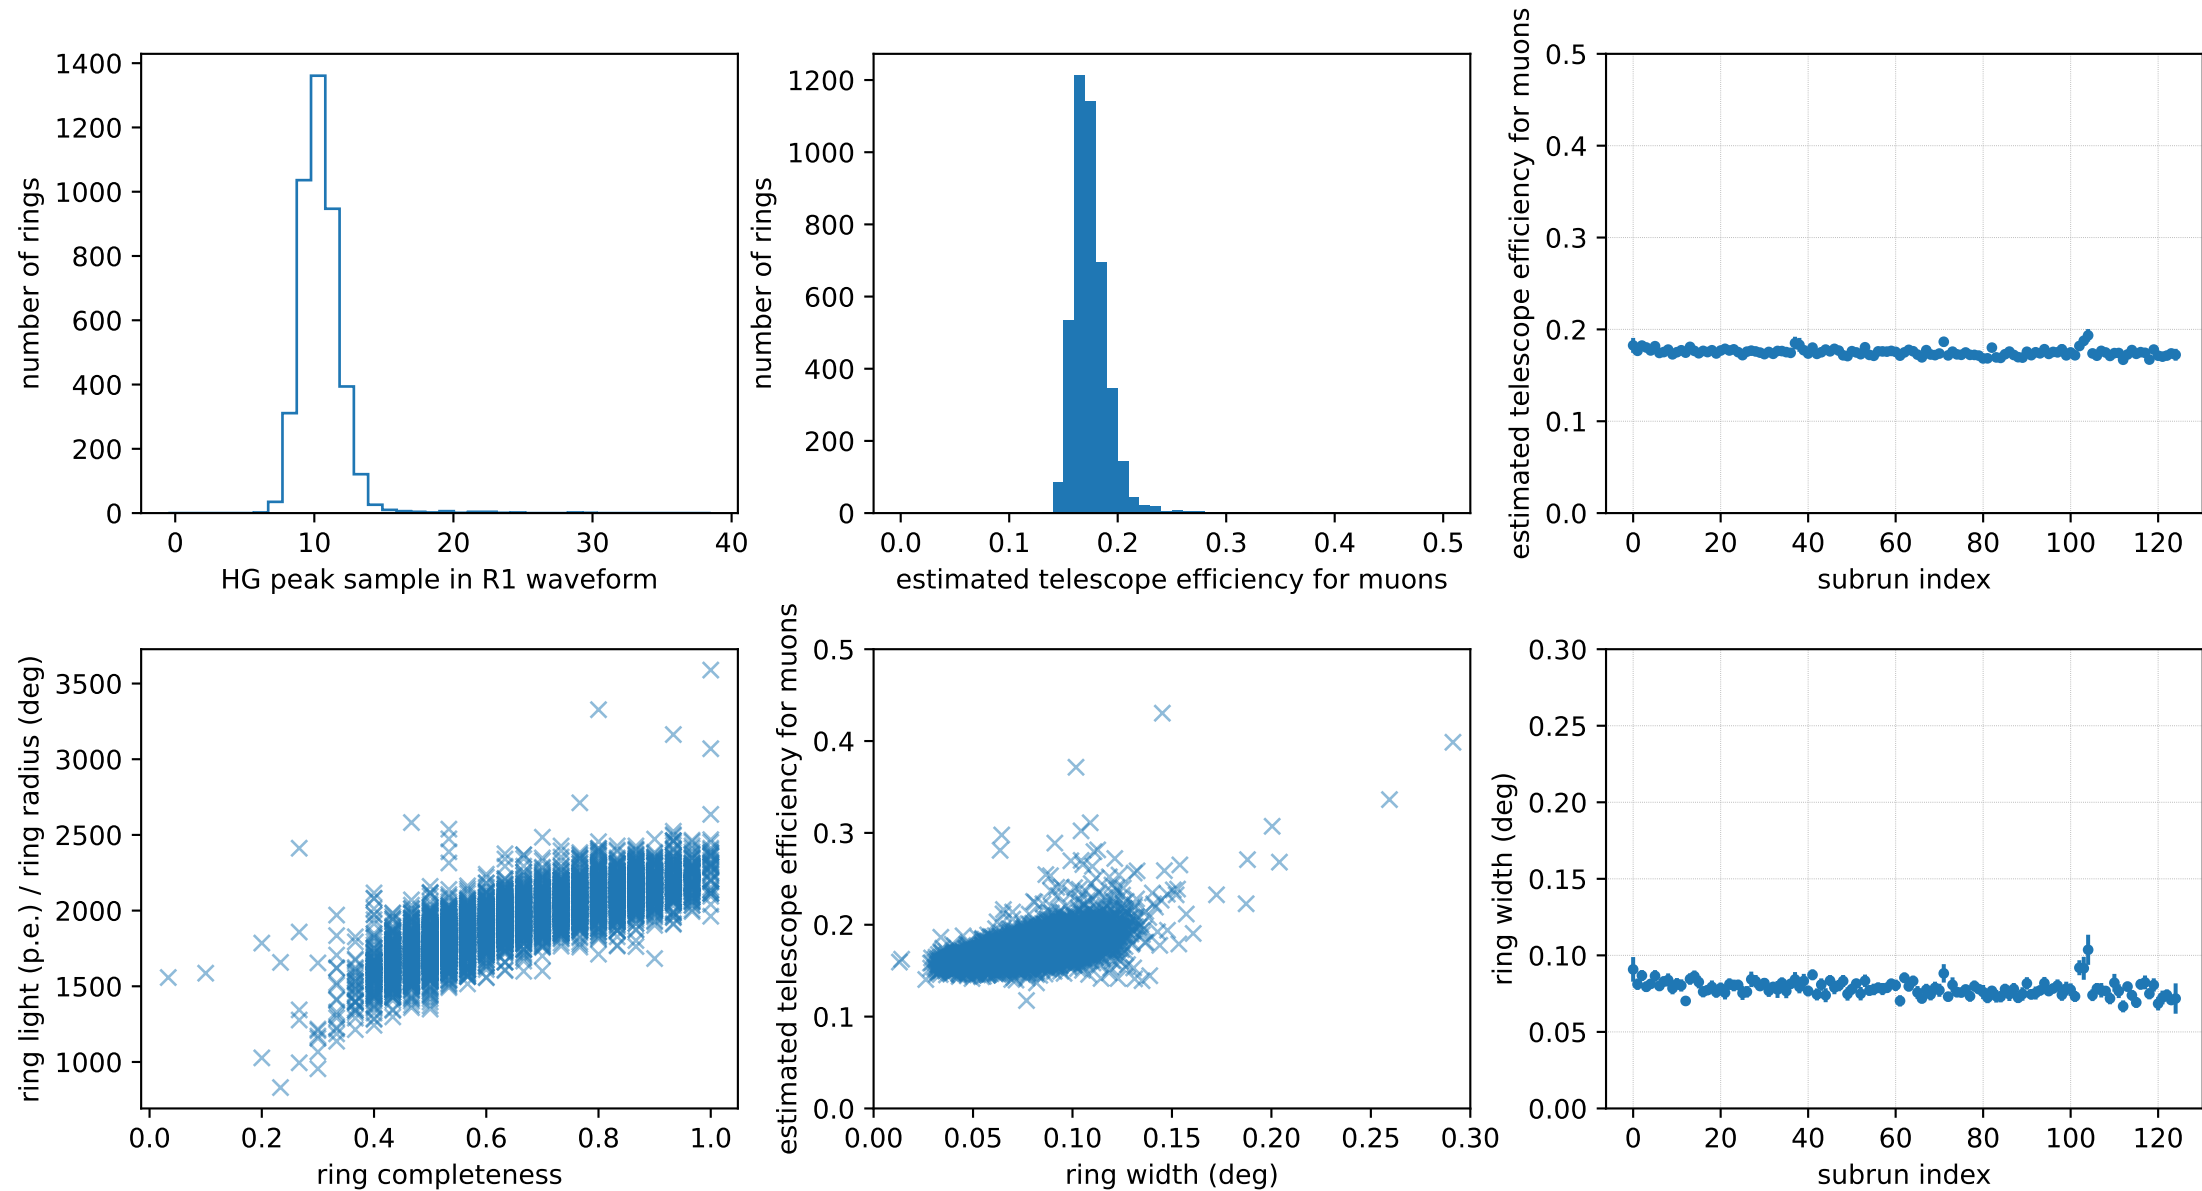 number of rings
1400
1200
1000
800
600
400
200
0
0 10 20 30 40
HG peak sample in R1 waveform
number of rings
1200
1000
800
600
400
200
0
0.0 0.1 0.2 0.3 0.4 0.5
estimated telescope efficiency for muons
estimated telescope efficiency for muons
0.5
0.4
0.3
0.2
0.1
0.0
0 20 40 60 80 100 120
subrun index
ring light (p.e.) / ring radius (deg)
3500
3000
2500
2000
1500
1000
0.0 0.2 0.4 0.6 0.8 1.0
ring completeness
estimated telescope efficiency for muons
0.5
0.4
0.3
0.2
0.1
0.0
0.00 0.05 0.10 0.15 0.20 0.25 0.30
ring width (deg)
ring width (deg)
0.30
0.25
0.20
0.15
0.10
0.05
0.00
0 20 40 60 80 100 120
subrun index